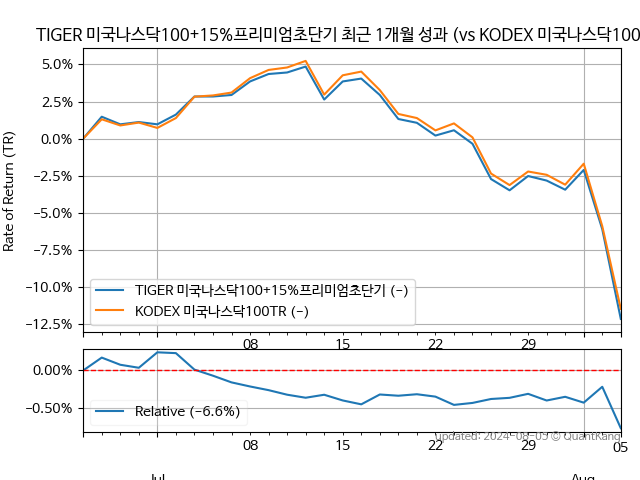 TIGER 미국나스닥100+15%프리미엄초단기 최근 1개월 성과 (vs KODEX 미국나스닥100
5.0%
2.5%
0.0%
−2.5%
−5.0%
−7.5%
−10.0%
−12.5%
Rate of Return (TR)
TIGER 미국나스닥100+15%프리미엄초단기 (-)
KODEX 미국나스닥100TR (-)
08
15
22
29
0.00%
−0.50%
Relative (-6.6%)
updated: 2024-08-05 © QuantKang
08
15
22
29
05
Jul
Aug